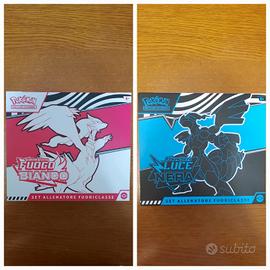 Pokémon
FUOCO
BIANCO
SET ALLENATORE FUORICLASSE
Pokémon
LUCE
NERA
SET ALLENATORE FUORICLASSE
subito